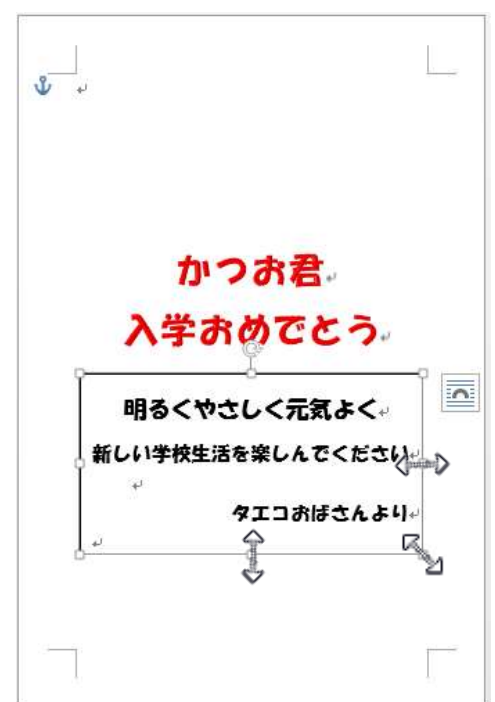 かつお君
入学おめでとう
明るくやさしく元気よく
新しい学校生活を楽しんでください
タエコおばさんより